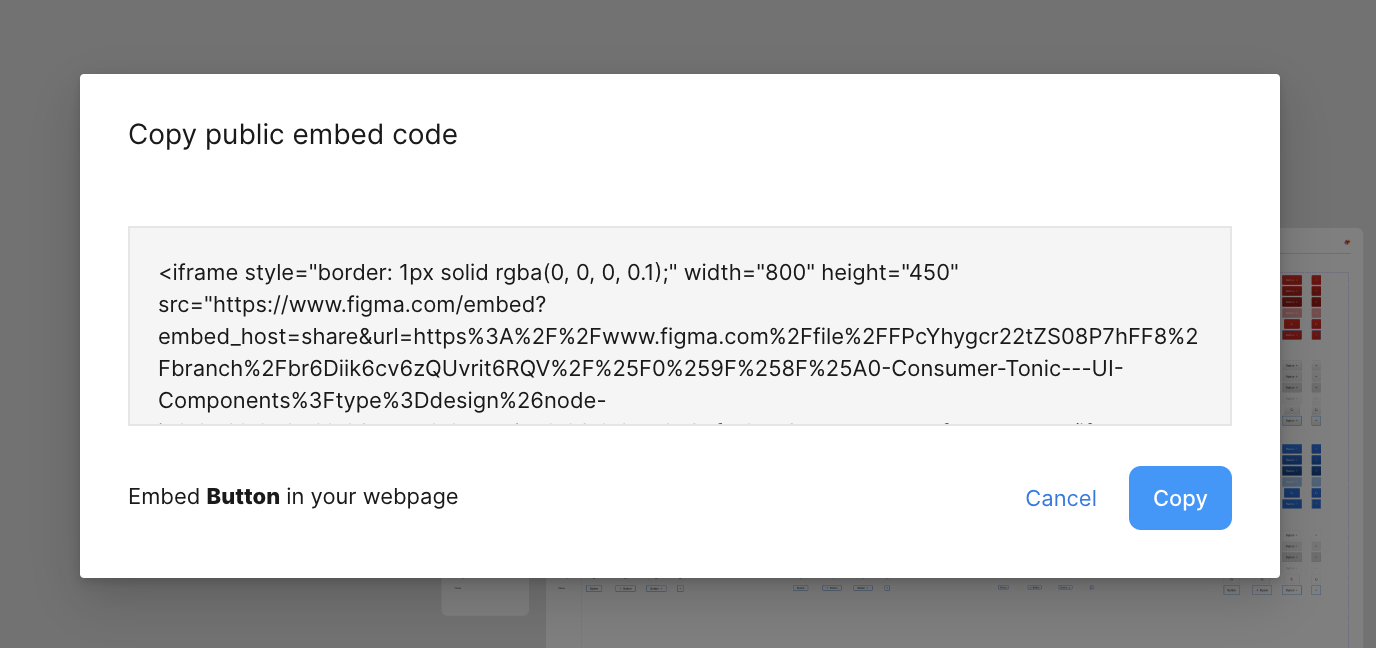 Copy public embed code
<iframe style="border: 1px solid rgba(0, 0, 0, 0.1);" width="800" height="450"
src="https://www.figma.com/embed?
embed_host=share&url=https%3A%2F%2Fwww.figma.com%2Ffile%2FFPcYhygcr22tZS08P7hFF8%2
Fbranch%2Fbr6Diik6cv6zQUvrit6RQV%2F%25F0%259F%258F%25A0-Consumer-Tonic---UI-
Components%3Ftype%3Ddesign%26node-
Embed Button in your webpage
Cancel
Copy